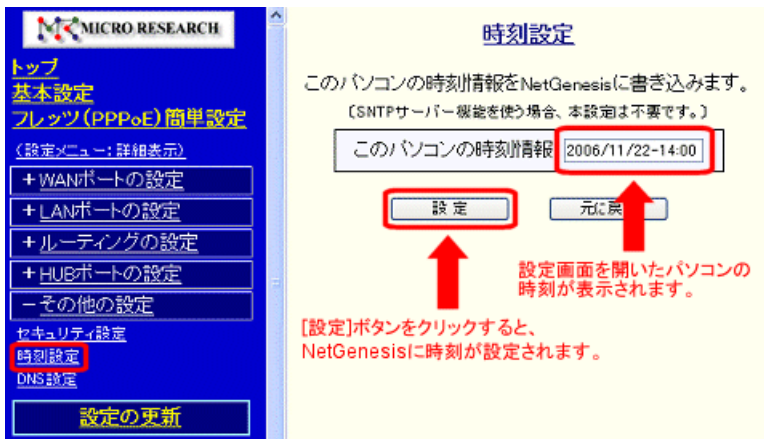 MICRO RESEARCH
トップ
基本設定
フレッツ(PPPoE)簡単設定
(設定メニュー:詳細表示)
+WANポートの設定
+LANポートの設定
+ルーティングの設定
+HUBポートの設定
－その他の設定
セキュリティ設定
時刻設定
DNS設定
設定の更新
時刻設定
このパソコンの時刻情報をNetGenesisに書き込みます。
(SNTPサーバー機能を使う場合、本設定は不要です。)
このパソコンの時刻情報 2006/11/22-14:00
設定 元に戻
設定画面を開いたパソコンの
時刻が表示されます。
[設定]ボタンをクリックすると、
NetGenesisに時刻が設定されます。